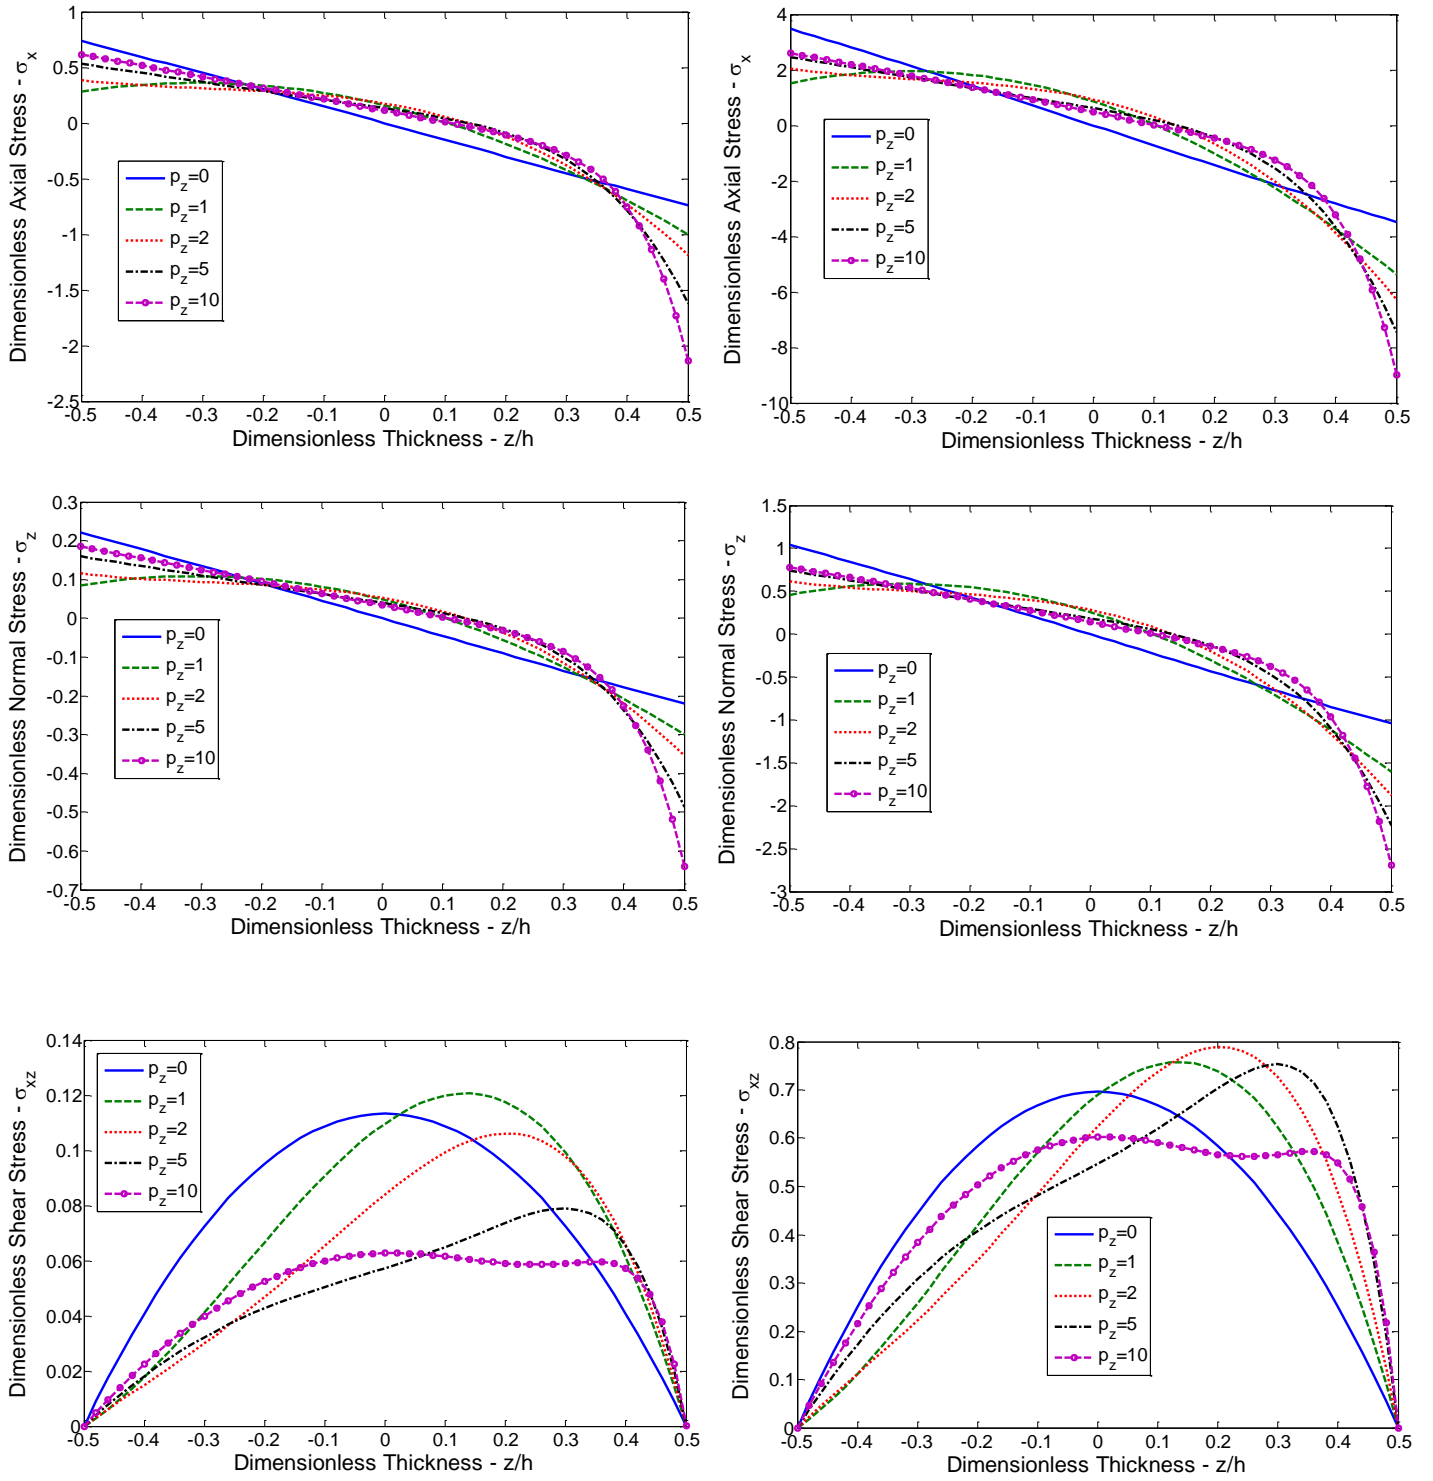 Dimensionless Axial Stress - σx
1
0.5
0
-0.5
-1
-1.5
-2
-2.5
pz=0
pz=1
pz=2
pz=5
pz=10
-0.5 -0.4 -0.3 -0.2 -0.1 0 0.1 0.2 0.3 0.4 0.5
Dimensionless Thickness - z/h
Dimensionless Axial Stress - σx
4
2
0
-2
-4
-6
-8
-10
pz=0
pz=1
pz=2
pz=5
pz=10
-0.5 -0.4 -0.3 -0.2 -0.1 0 0.1 0.2 0.3 0.4 0.5
Dimensionless Thickness - z/h
Dimensionless Normal Stress - σz
0.3
0.2
0.1
0
-0.1
-0.2
-0.3
-0.4
-0.5
-0.6
-0.7
pz=0
pz=1
pz=2
pz=5
pz=10
-0.5 -0.4 -0.3 -0.2 -0.1 0 0.1 0.2 0.3 0.4 0.5
Dimensionless Thickness - z/h
Dimensionless Normal Stress - σz
1.5
1
0.5
0
-0.5
-1
-1.5
-2
-2.5
-3
pz=0
pz=1
pz=2
pz=5
pz=10
-0.5 -0.4 -0.3 -0.2 -0.1 0 0.1 0.2 0.3 0.4 0.5
Dimensionless Thickness - z/h
Dimensionless Shear Stress - σxz
0.14
0.12
0.1
0.08
0.06
0.04
0.02
0
pz=0
pz=1
pz=2
pz=5
pz=10
-0.5 -0.4 -0.3 -0.2 -0.1 0 0.1 0.2 0.3 0.4 0.5
Dimensionless Thickness - z/h
Dimensionless Shear Stress - σxz
0.8
0.7
0.6
0.5
0.4
0.3
0.2
0.1
0
pz=0
pz=1
pz=2
pz=5
pz=10
-0.5 -0.4 -0.3 -0.2 -0.1 0 0.1 0.2 0.3 0.4 0.5
Dimensionless Thickness - z/h